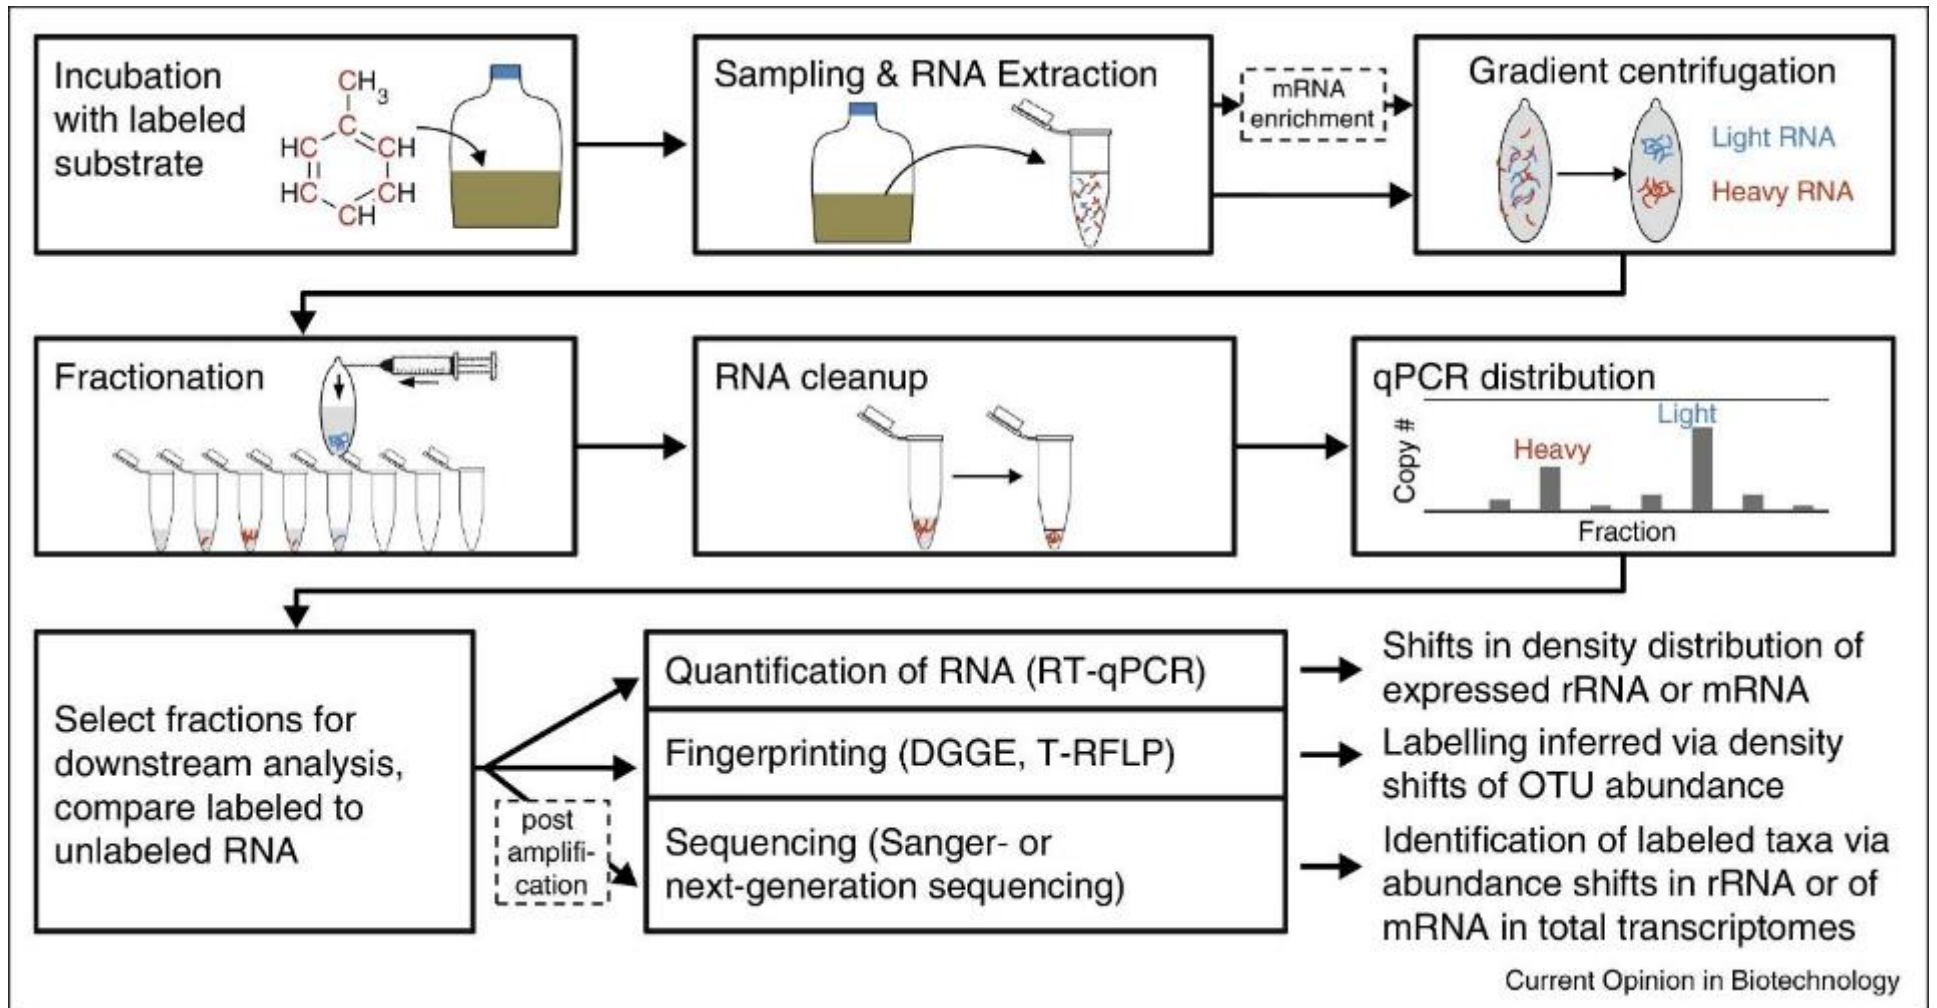 Incubation
with labeled
substrate
CH3
C
HC
CH
HC
CH
CH
Sampling & RNA Extraction
mRNA
enrichment
Gradient centrifugation
Light RNA
Heavy RNA
Fractionation
RNA cleanup
qPCR distribution
Copy #
Light
Heavy
Fraction
Select fractions for
downstream analysis,
compare labeled to
unlabeled RNA
post
amplifi-
cation
Quantification of RNA (RT-qPCR)
Fingerprinting (DGGE, T-RFLP)
Sequencing (Sanger- or
next-generation sequencing)
Shifts in density distribution of
expressed rRNA or mRNA
Labelling inferred via density
shifts of OTU abundance
Identification of labeled taxa via
abundance shifts in rRNA or of
mRNA in total transcriptomes
Current Opinion in Biotechnology